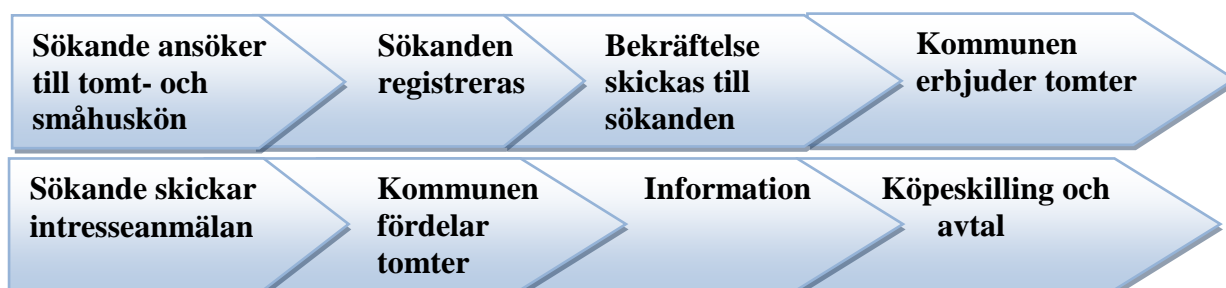 Sökande ansöker
till tomt- och
småhuskön
Sökanden
registreras
Bekräftelse
skickas till
sökanden
Kommunen
erbjuder tomter
Sökande skickar
intresseanmälan
Kommunen
fördelar
tomter
Information
Köpeskilling och
avtal